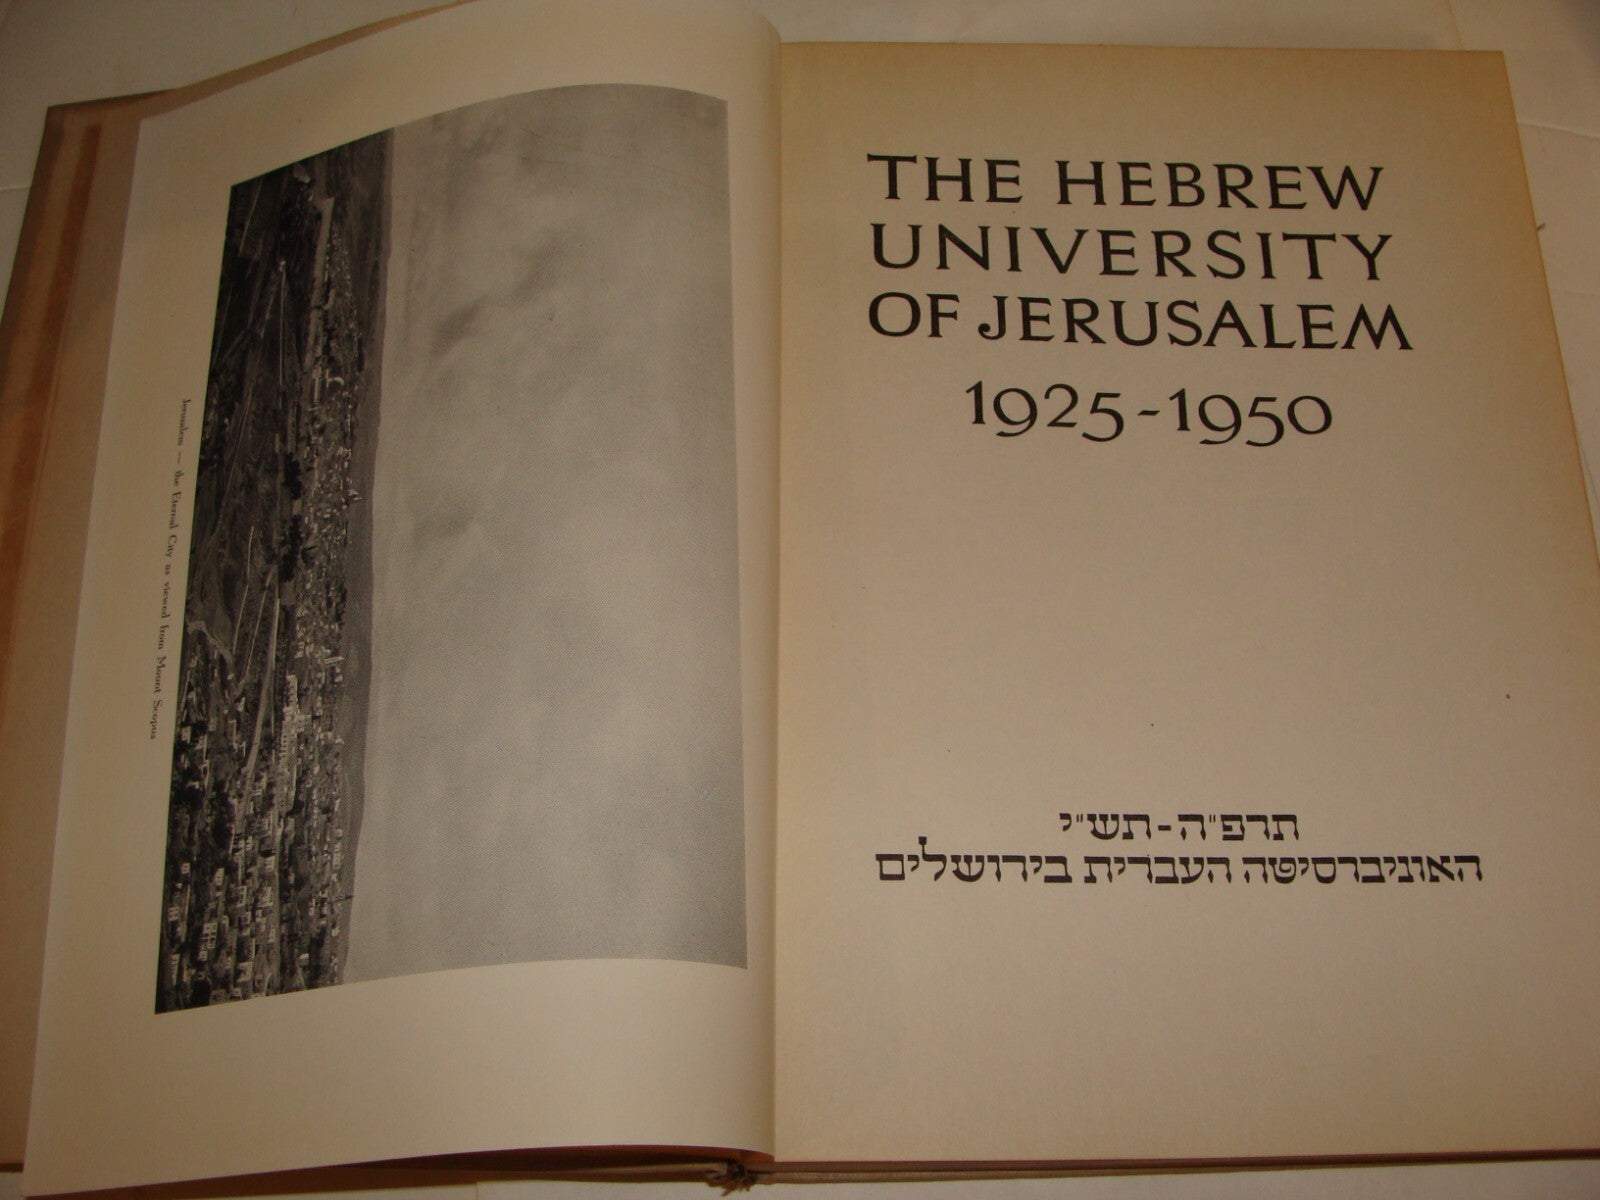 Jerusalem — the Eternal City as viewed from Mount Scopus
THE HEBREW
UNIVERSITY
OF JERUSALEM
1925-1950
תרפ"ה-תש"י
האוניברסיטה העברית בירושלים